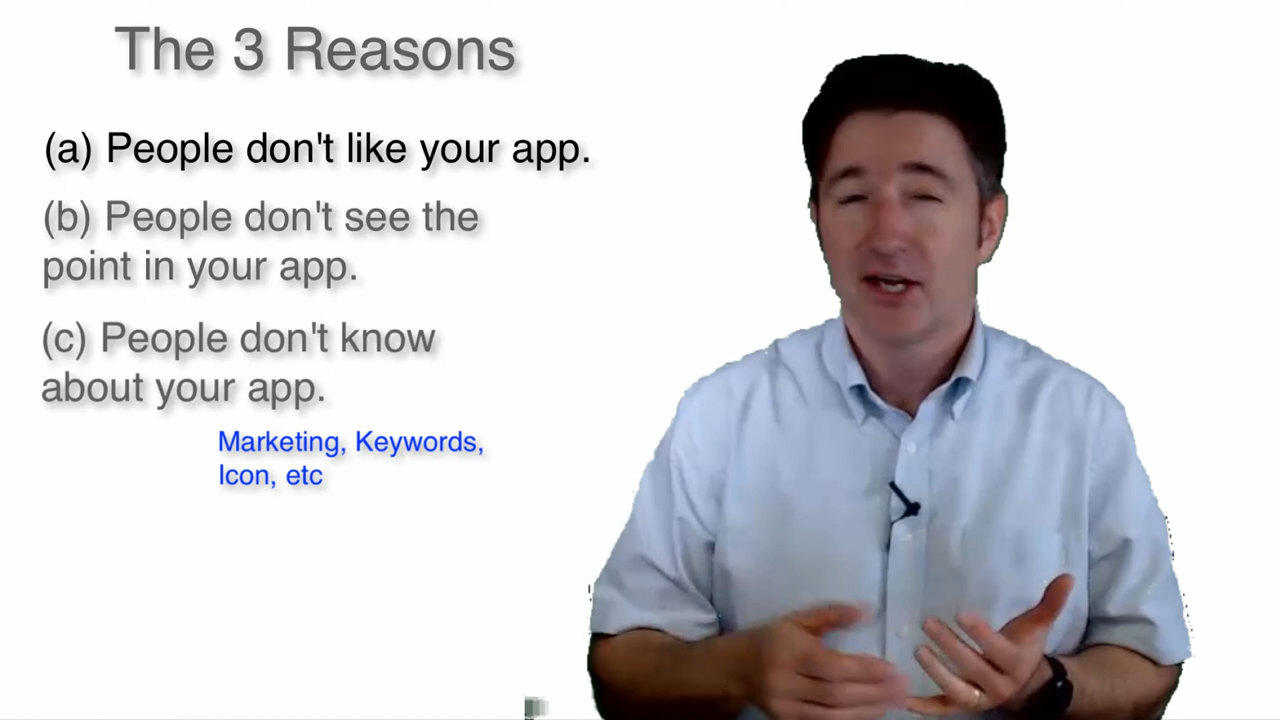 The 3 Reasons
(a) People don't like your app.
(b) People don't see the
point in your app.
(c) People don't know
about your app.
Marketing, Keywords,
Icon, etc